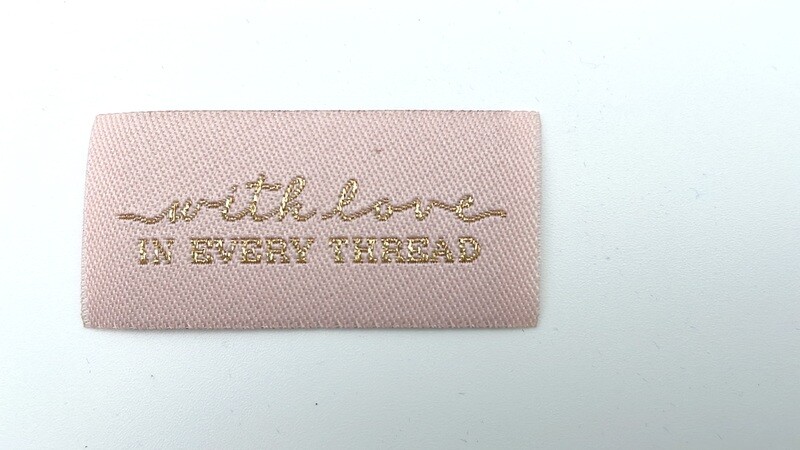 with love
IN EVERY THREAD